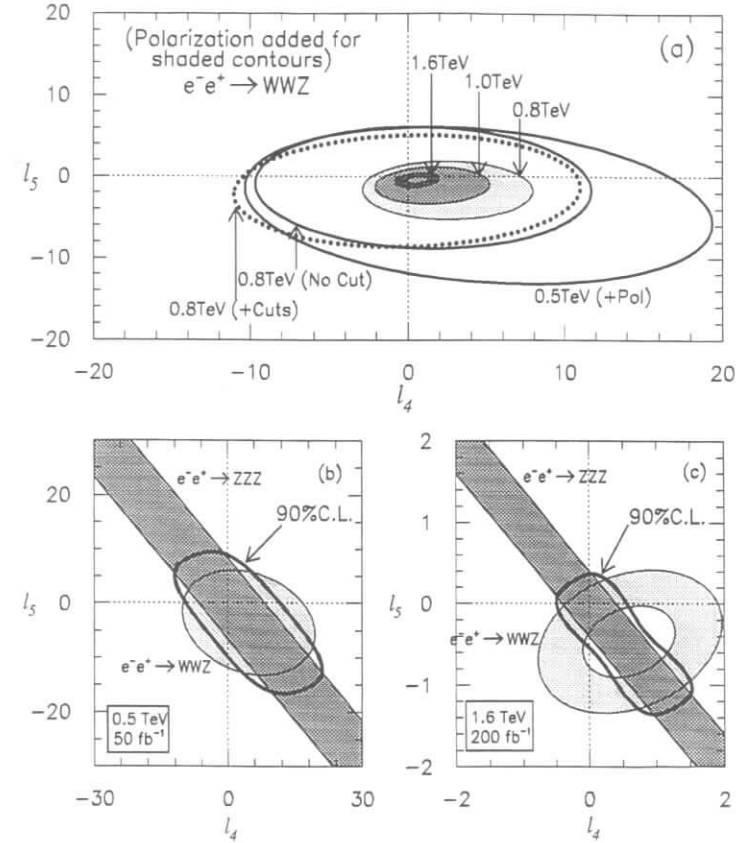 20
10
0
−10
−20
l5
(Polarization added for
shaded contours)
e⁻e⁺ → WWZ
(a)
1.6TeV
1.0TeV
0.8TeV
0.8TeV (No Cut)
0.8TeV (+Cuts)
0.5TeV (+Pol)
−20
−10
0
10
20
l4
20
0
−20
l5
e⁻e⁺ → ZZZ
(b)
90%C.L.
e⁻e⁺ → WWZ
0.5 TeV
50 fb⁻¹
−30
0
30
l4
2
1
0
−1
−2
l5
e⁻e⁺ → ZZZ
(c)
90%C.L.
e⁻e⁺ → WWZ
1.6 TeV
200 fb⁻¹
−2
0
2
l4